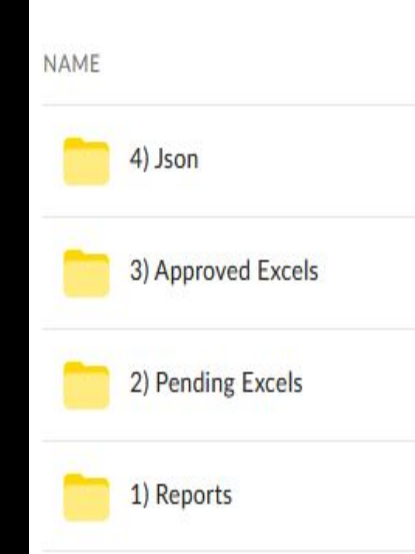 NAME
4) Json
3) Approved Excels
2) Pending Excels
1) Reports